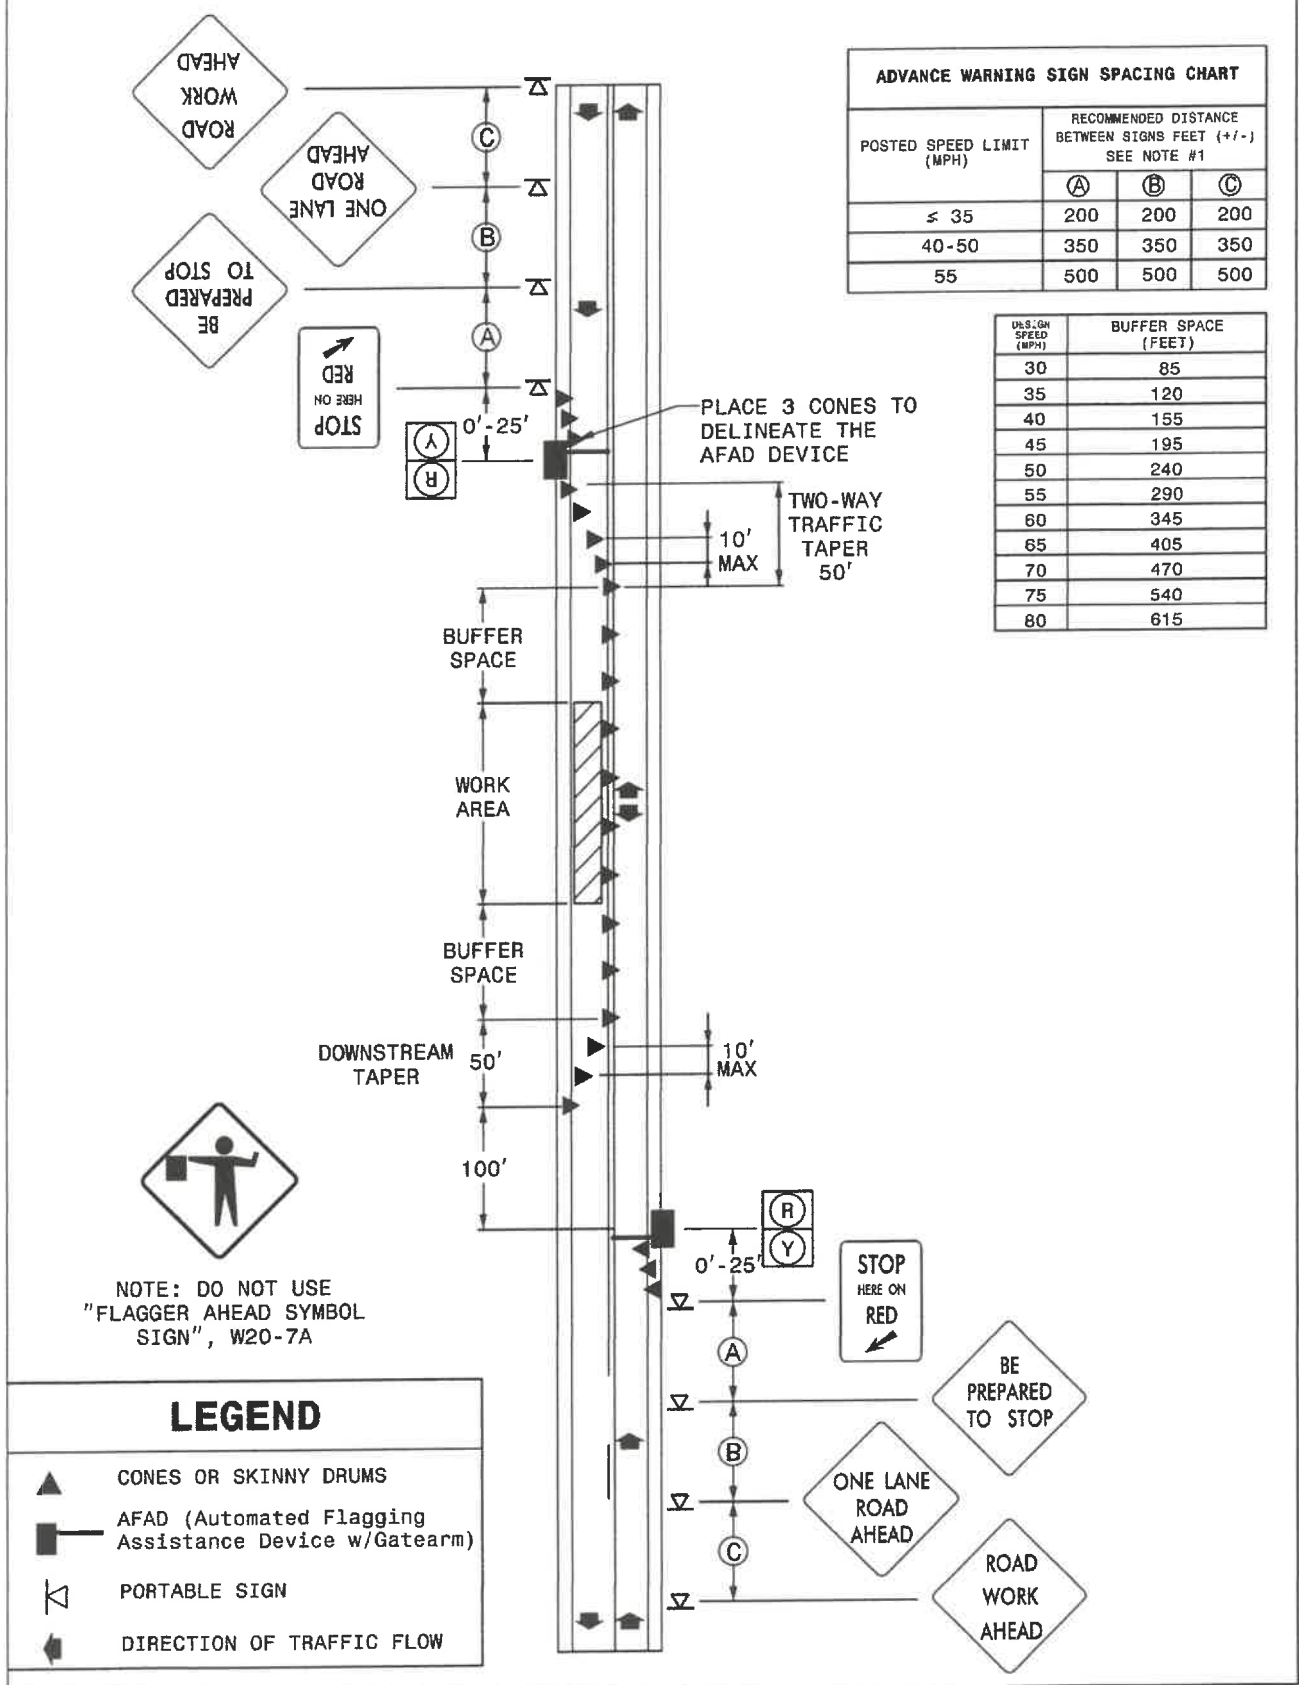 ROAD
WORK
AHEAD
ONE LANE
ROAD
AHEAD
BE
PREPARED
TO STOP
STOP
HERE ON
RED
C
B
A
0'-25'
Y
R
ADVANCE WARNING SIGN SPACING CHART
POSTED SPEED LIMIT
(MPH)
RECOMMENDED DISTANCE
BETWEEN SIGNS FEET (+/-)
SEE NOTE #1
A B C
≤ 35 200 200 200
40-50 350 350 350
55 500 500 500
DESIGN
SPEED
(MPH)
BUFFER SPACE
(FEET)
30 85
35 120
40 155
45 195
50 240
55 290
60 345
65 405
70 470
75 540
80 615
PLACE 3 CONES TO
DELINEATE THE
AFAD DEVICE
TWO-WAY
TRAFFIC
TAPER
50'
10'
MAX
BUFFER
SPACE
WORK
AREA
BUFFER
SPACE
DOWNSTREAM
TAPER
50'
10'
MAX
100'
NOTE: DO NOT USE
"FLAGGER AHEAD SYMBOL
SIGN", W20-7A
R
Y
0'-25'
STOP
HERE ON
RED
A
B
C
BE
PREPARED
TO STOP
ONE LANE
ROAD
AHEAD
ROAD
WORK
AHEAD
LEGEND
CONES OR SKINNY DRUMS
AFAD (Automated Flagging
Assistance Device w/Gatearm)
PORTABLE SIGN
DIRECTION OF TRAFFIC FLOW